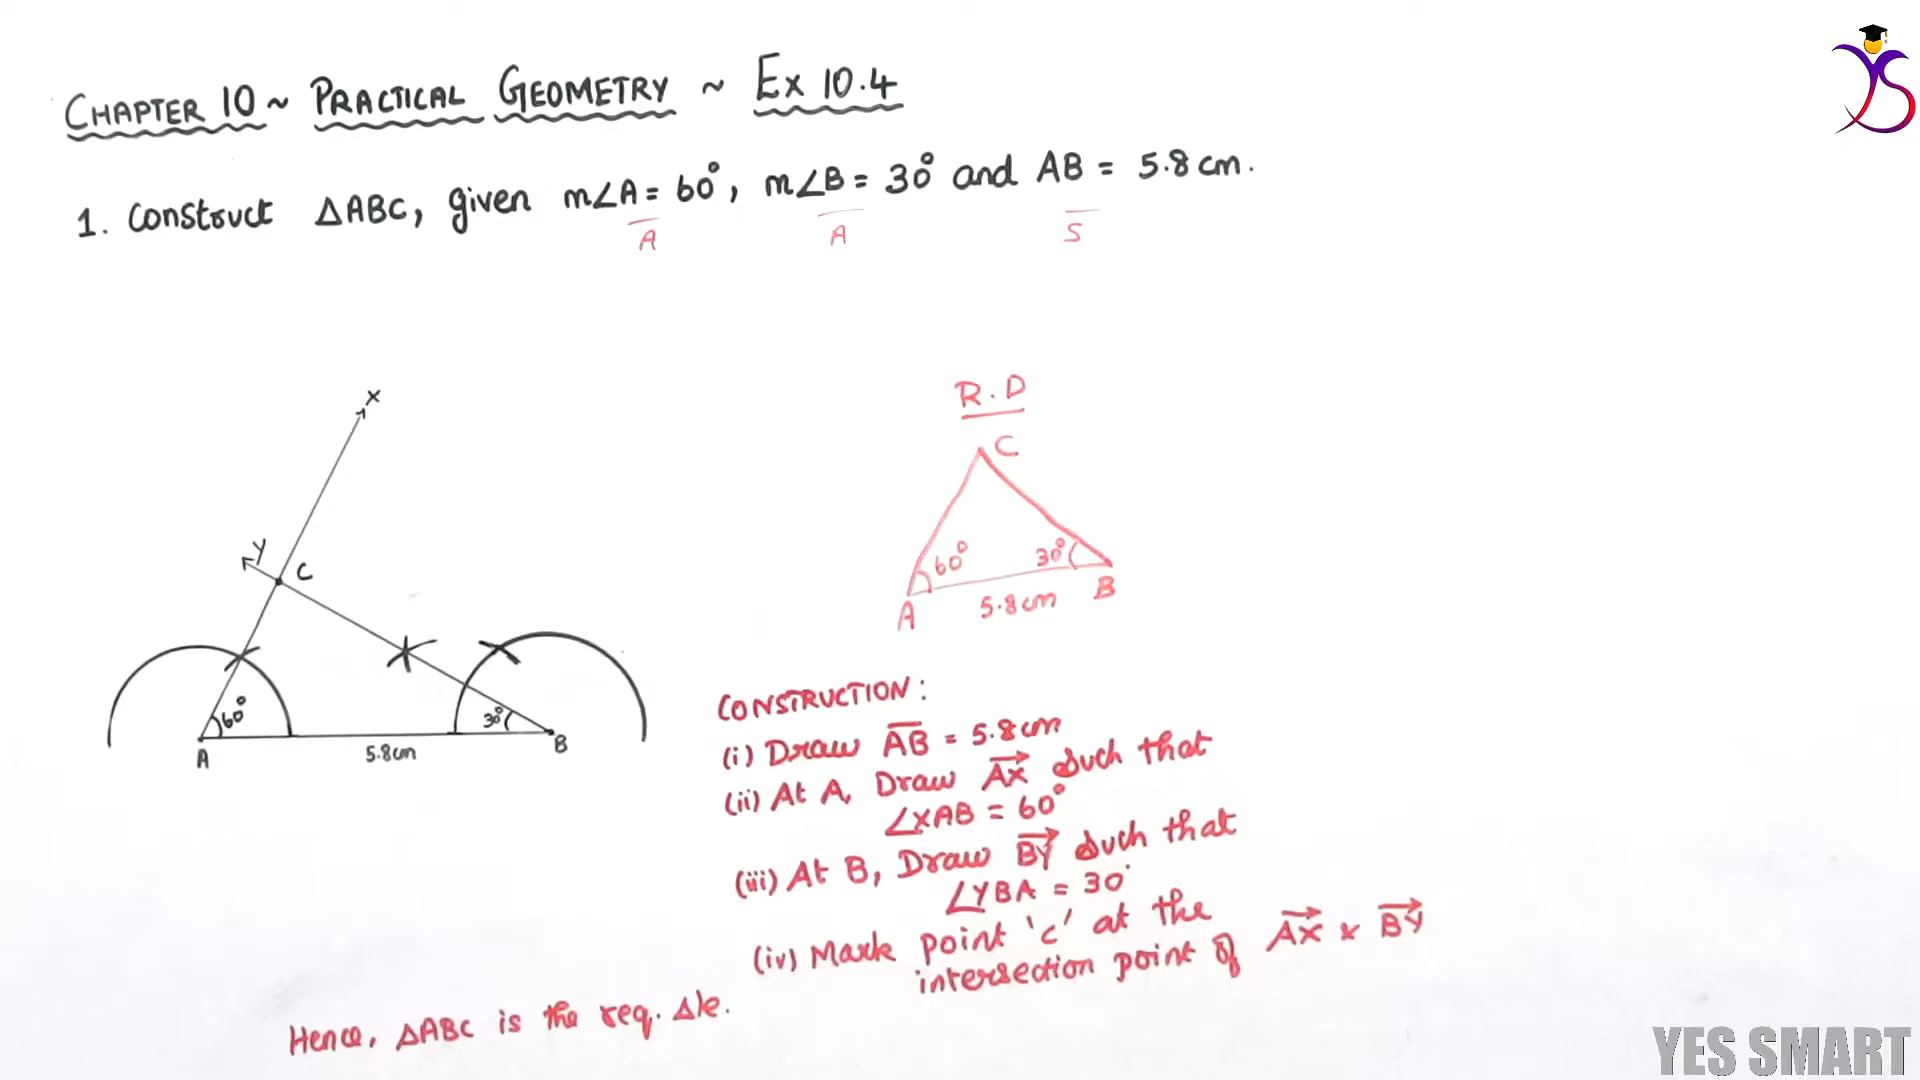 CHAPTER 10 ~ PRACTICAL GEOMETRY ~ Ex 10.4
1. Construct ΔABC, given m∠A = 60°, m∠B = 30° and AB = 5.8 cm.
A A S
R.D
C
60° 30°
A 5.8cm B
X
Y
C
60° 30°
A 5.8cm B
CONSTRUCTION:
(i) Draw AB = 5.8cm
(ii) At A, Draw AX such that
∠XAB = 60°
(iii) At B, Draw BY such that
∠YBA = 30°
(iv) Mark point 'c' at the
intersection point of AX & BY
Hence, ΔABC is the req. Δle.
YS
YES SMART